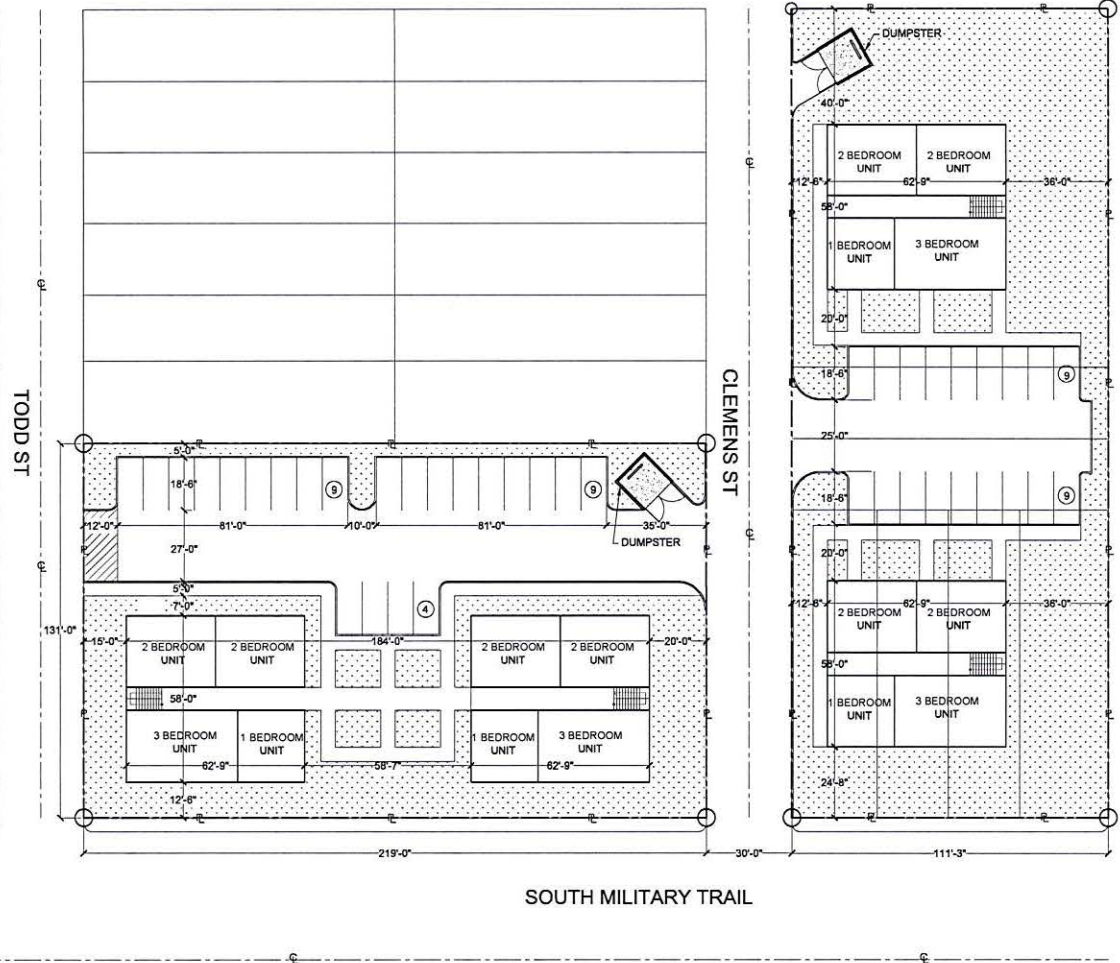 DUMPSTER
40'-0"
2 BEDROOM
UNIT
2 BEDROOM
UNIT
12'-6"
62'-9"
36'-0"
58'-0"
1 BEDROOM
UNIT
3 BEDROOM
UNIT
20'-0"
18'-6"
9
25'-0"
18'-6"
9
20'-0"
12'-6"
62'-9"
36'-0"
2 BEDROOM
UNIT
2 BEDROOM
UNIT
58'-0"
1 BEDROOM
UNIT
3 BEDROOM
UNIT
24'-8"
TODD ST
CLEMENS ST
5'-0"
18'-6"
9
9
12'-0"
81'-0"
10'-0"
81'-0"
35'-0"
DUMPSTER
27'-0"
5'-0"
7'-0"
4
131'-0"
15'-0"
184'-0"
20'-0"
2 BEDROOM
UNIT
2 BEDROOM
UNIT
2 BEDROOM
UNIT
2 BEDROOM
UNIT
58'-0"
3 BEDROOM
UNIT
1 BEDROOM
UNIT
1 BEDROOM
UNIT
3 BEDROOM
UNIT
62'-9"
58'-7"
62'-9"
12'-6"
219'-0"
30'-0"
111'-3"
SOUTH MILITARY TRAIL